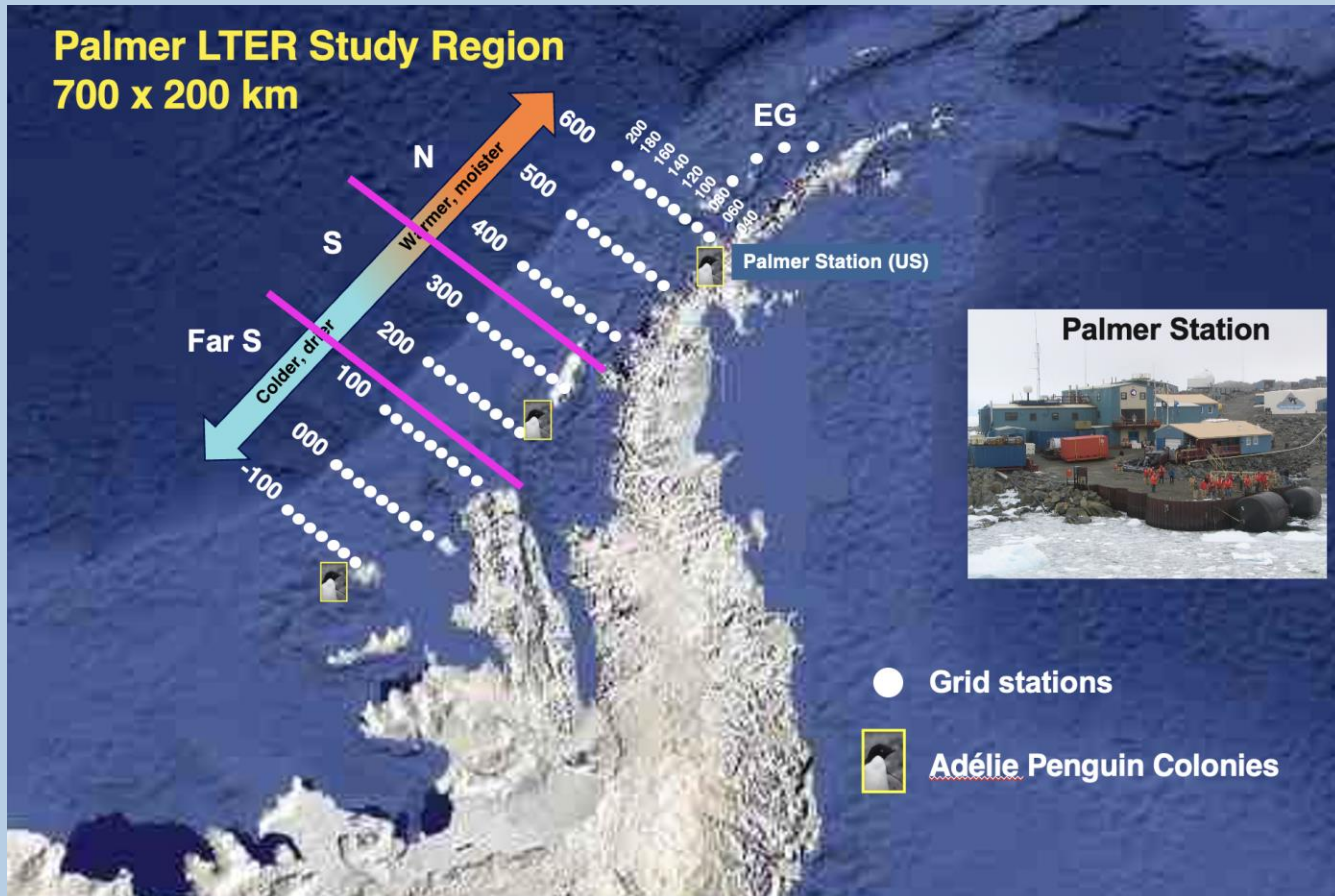 Palmer LTER Study Region
700 x 200 km
N
S
Far S
Warmer, moister
Colder, drier
600
500
400
300
200
100
000
-100
200
180
160
140
120
100
080
060
040
EG
Palmer Station (US)
Palmer Station
Grid stations
Adélie Penguin Colonies